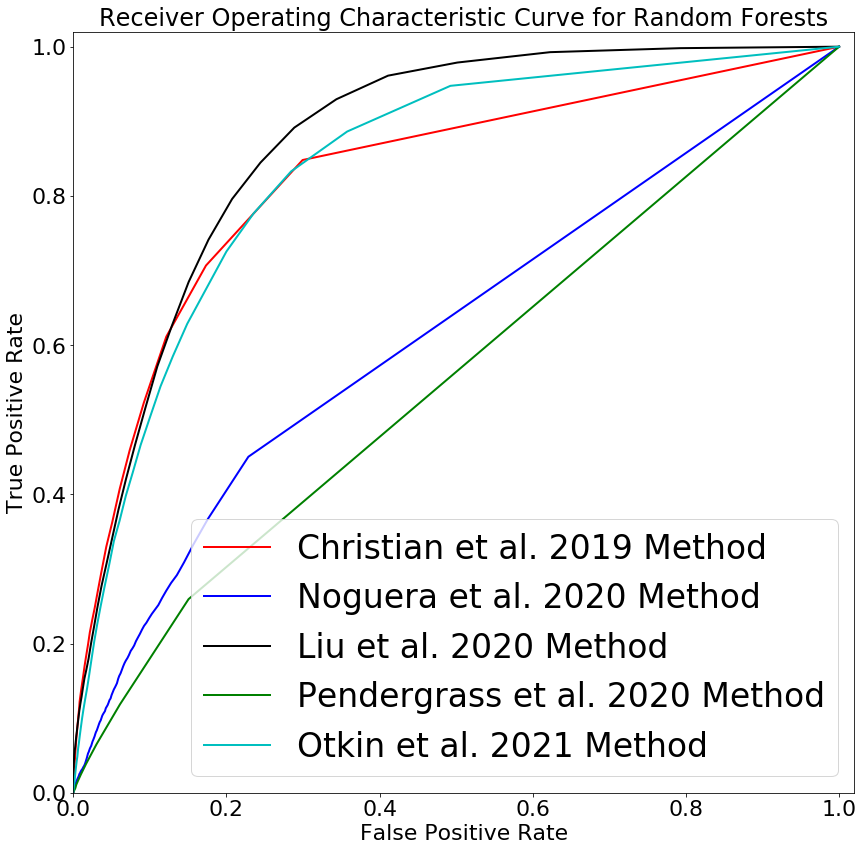 Receiver Operating Characteristic Curve for Random Forests
1.0
0.8
0.6
0.4
0.2
0.0
True Positive Rate
Christian et al. 2019 Method
Noguera et al. 2020 Method
Liu et al. 2020 Method
Pendergrass et al. 2020 Method
Otkin et al. 2021 Method
0.0 0.2 0.4 0.6 0.8 1.0
False Positive Rate